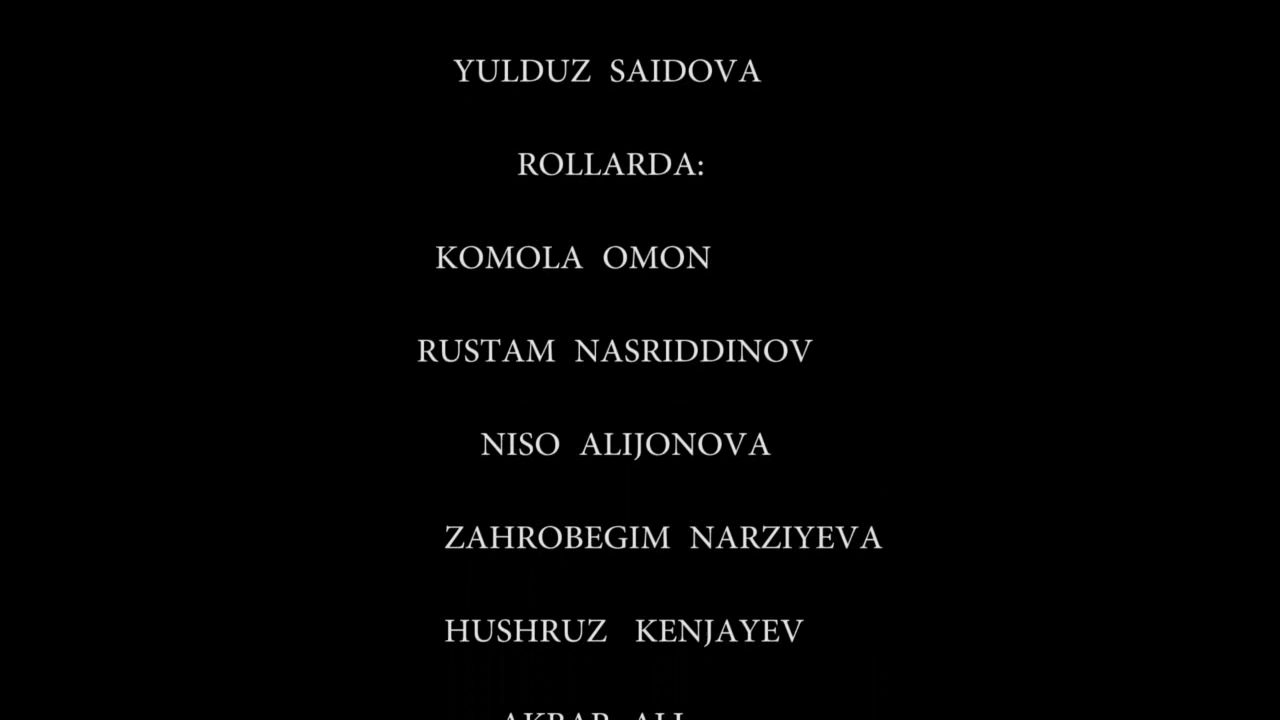 YULDUZ SAIDOVA
ROLLARDA:
KOMOLA OMON
RUSTAM NASRIDDINOV
NISO ALIJONOVA
ZAHROBEGIM NARZIYEVA
HUSHRUZ KENJAYEV